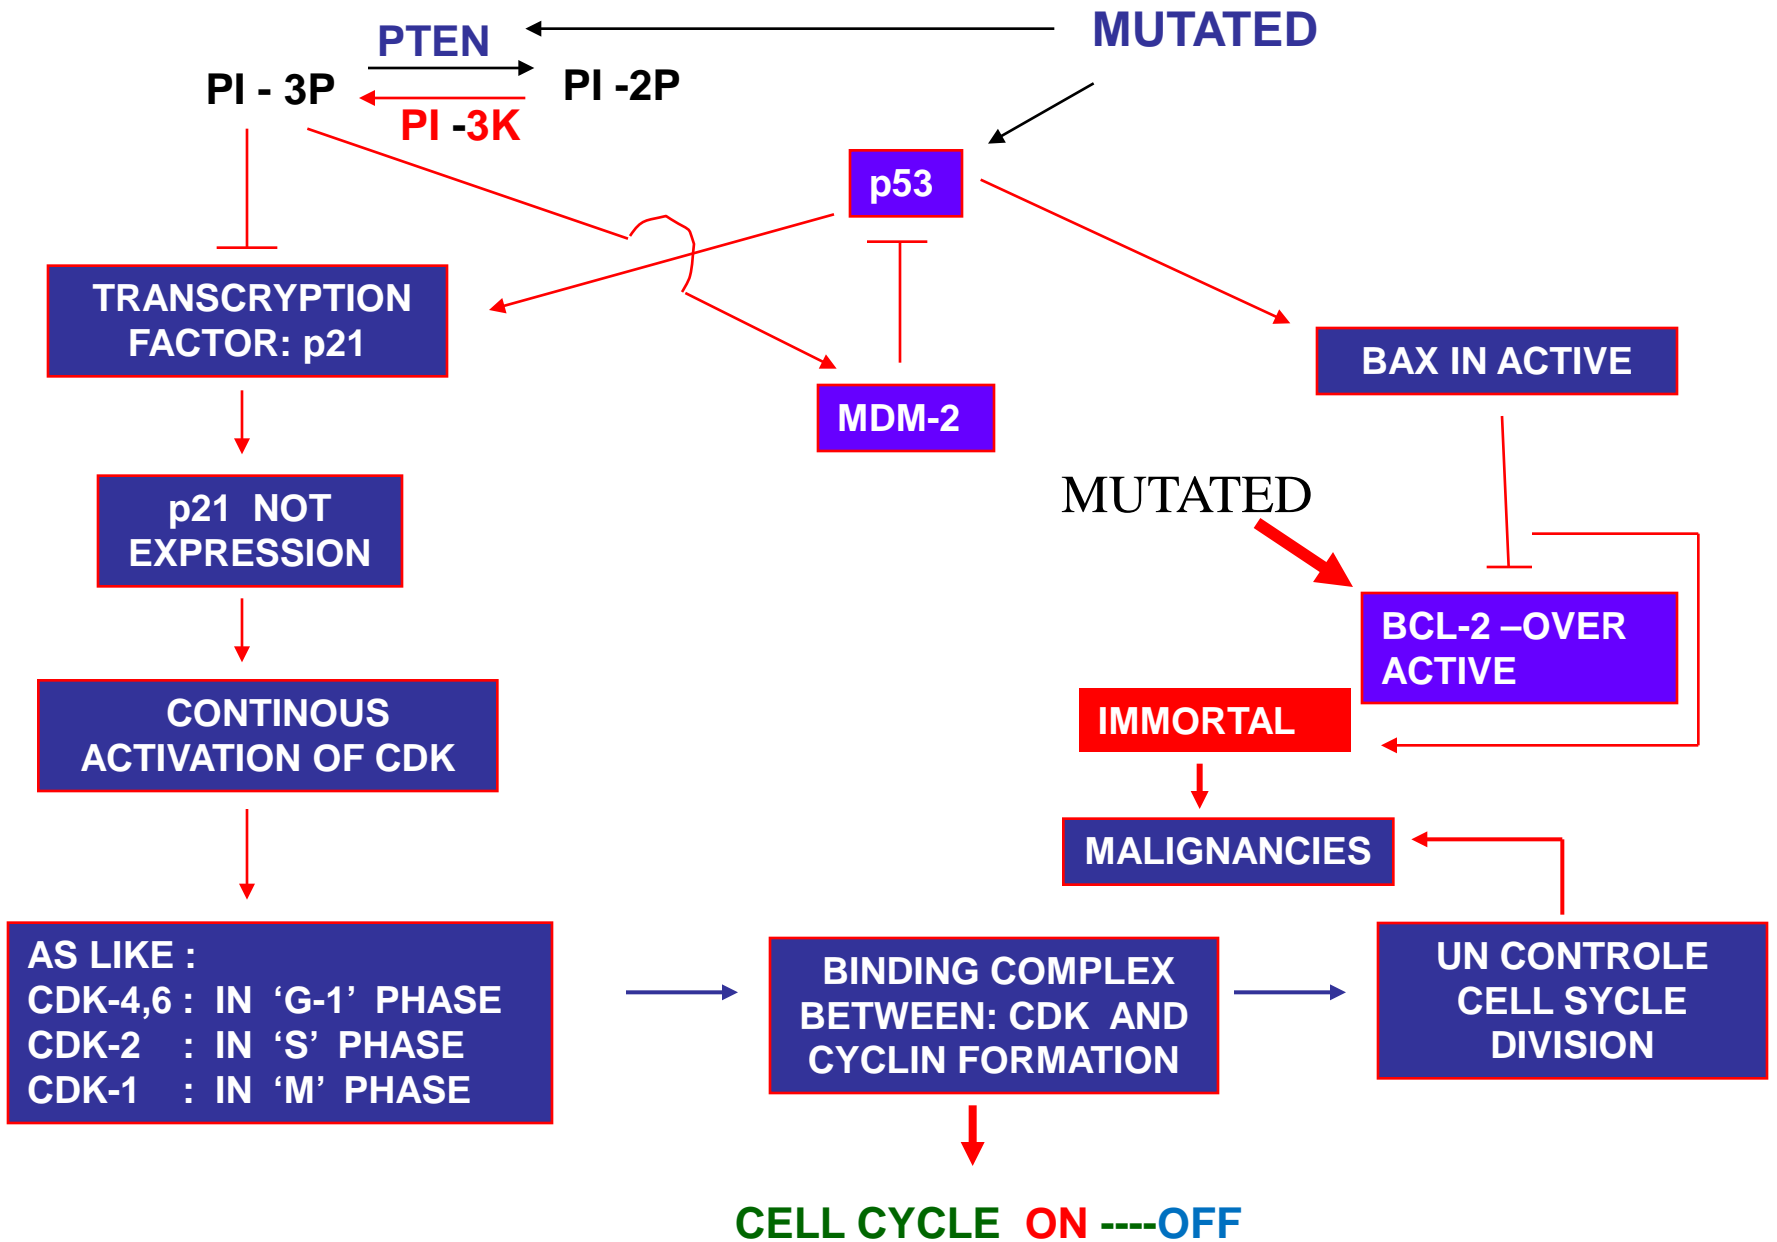 MUTATED
PTEN
PI - 3P
PI -2P
PI -3K
p53
TRANSCRYPTION
FACTOR: p21
BAX IN ACTIVE
MDM-2
MUTATED
p21 NOT
EXPRESSION
BCL-2 –OVER
ACTIVE
CONTINOUS
ACTIVATION OF CDK
IMMORTAL
MALIGNANCIES
AS LIKE :
CDK-4,6 : IN ‘G-1’ PHASE
CDK-2 : IN ‘S’ PHASE
CDK-1 : IN ‘M’ PHASE
BINDING COMPLEX
BETWEEN: CDK AND
CYCLIN FORMATION
UN CONTROLE
CELL SYCLE
DIVISION
CELL CYCLE ON ----OFF